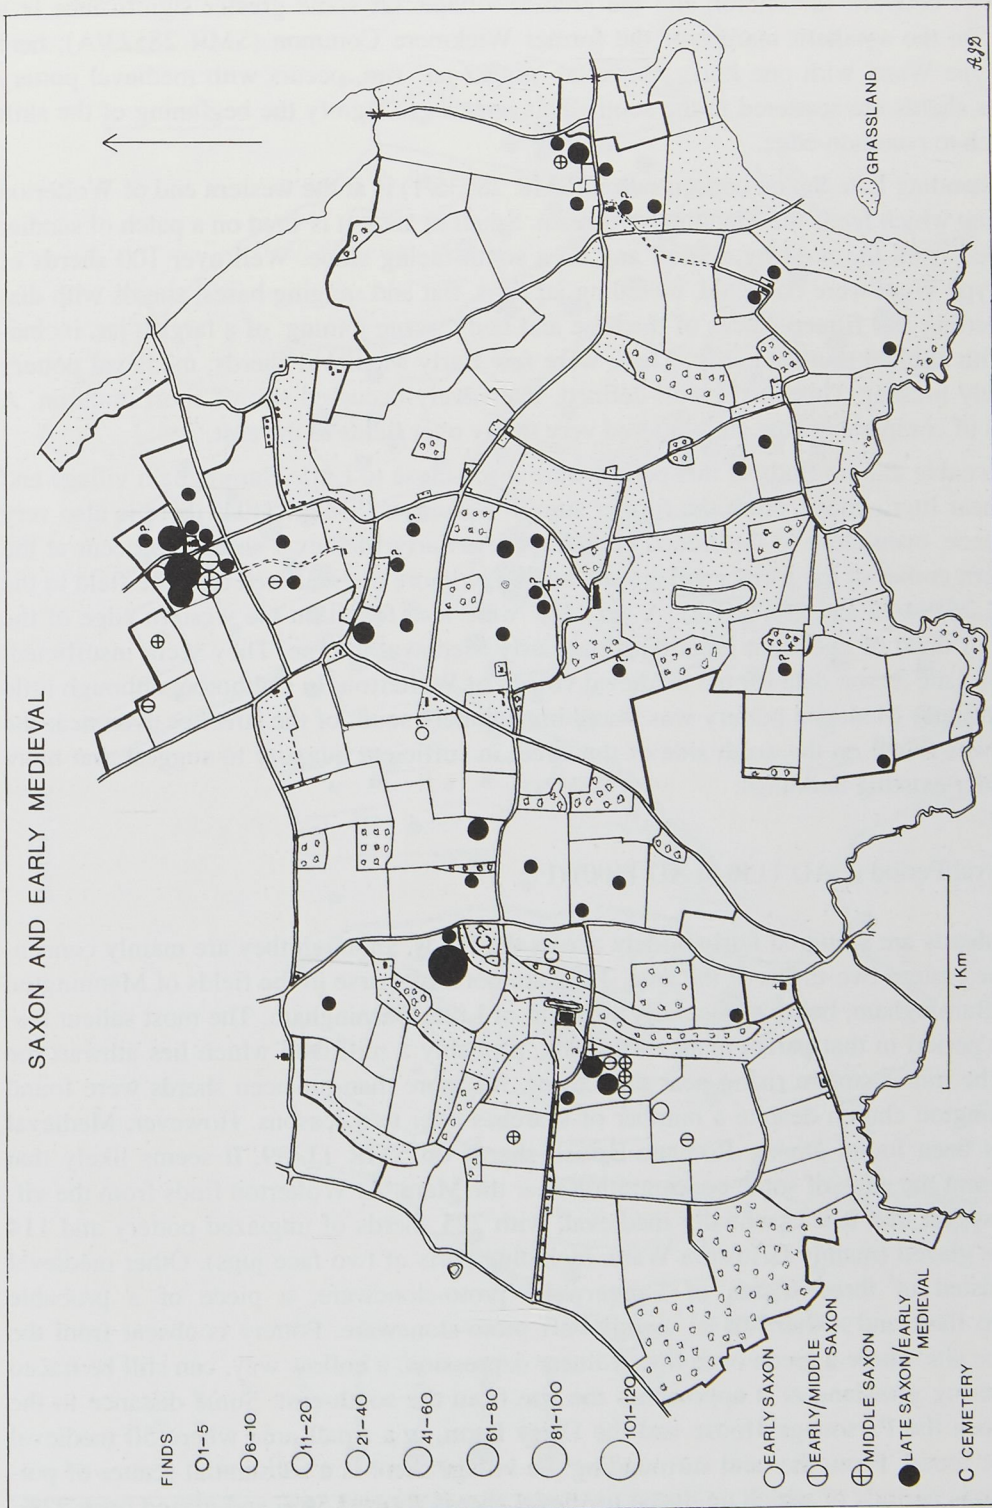 SAXON AND EARLY MEDIEVAL
FINDS
1-5
6-10
11-20
21-40
41-60
61-80
81-100
101-120
EARLY SAXON
EARLY/MIDDLE
SAXON
MIDDLE SAXON
LATE SAXON/EARLY
MEDIEVAL
C CEMETERY
1 Km
GRASSLAND
AJD
C?
C?
?
?
?
?
?
?
?
?
?